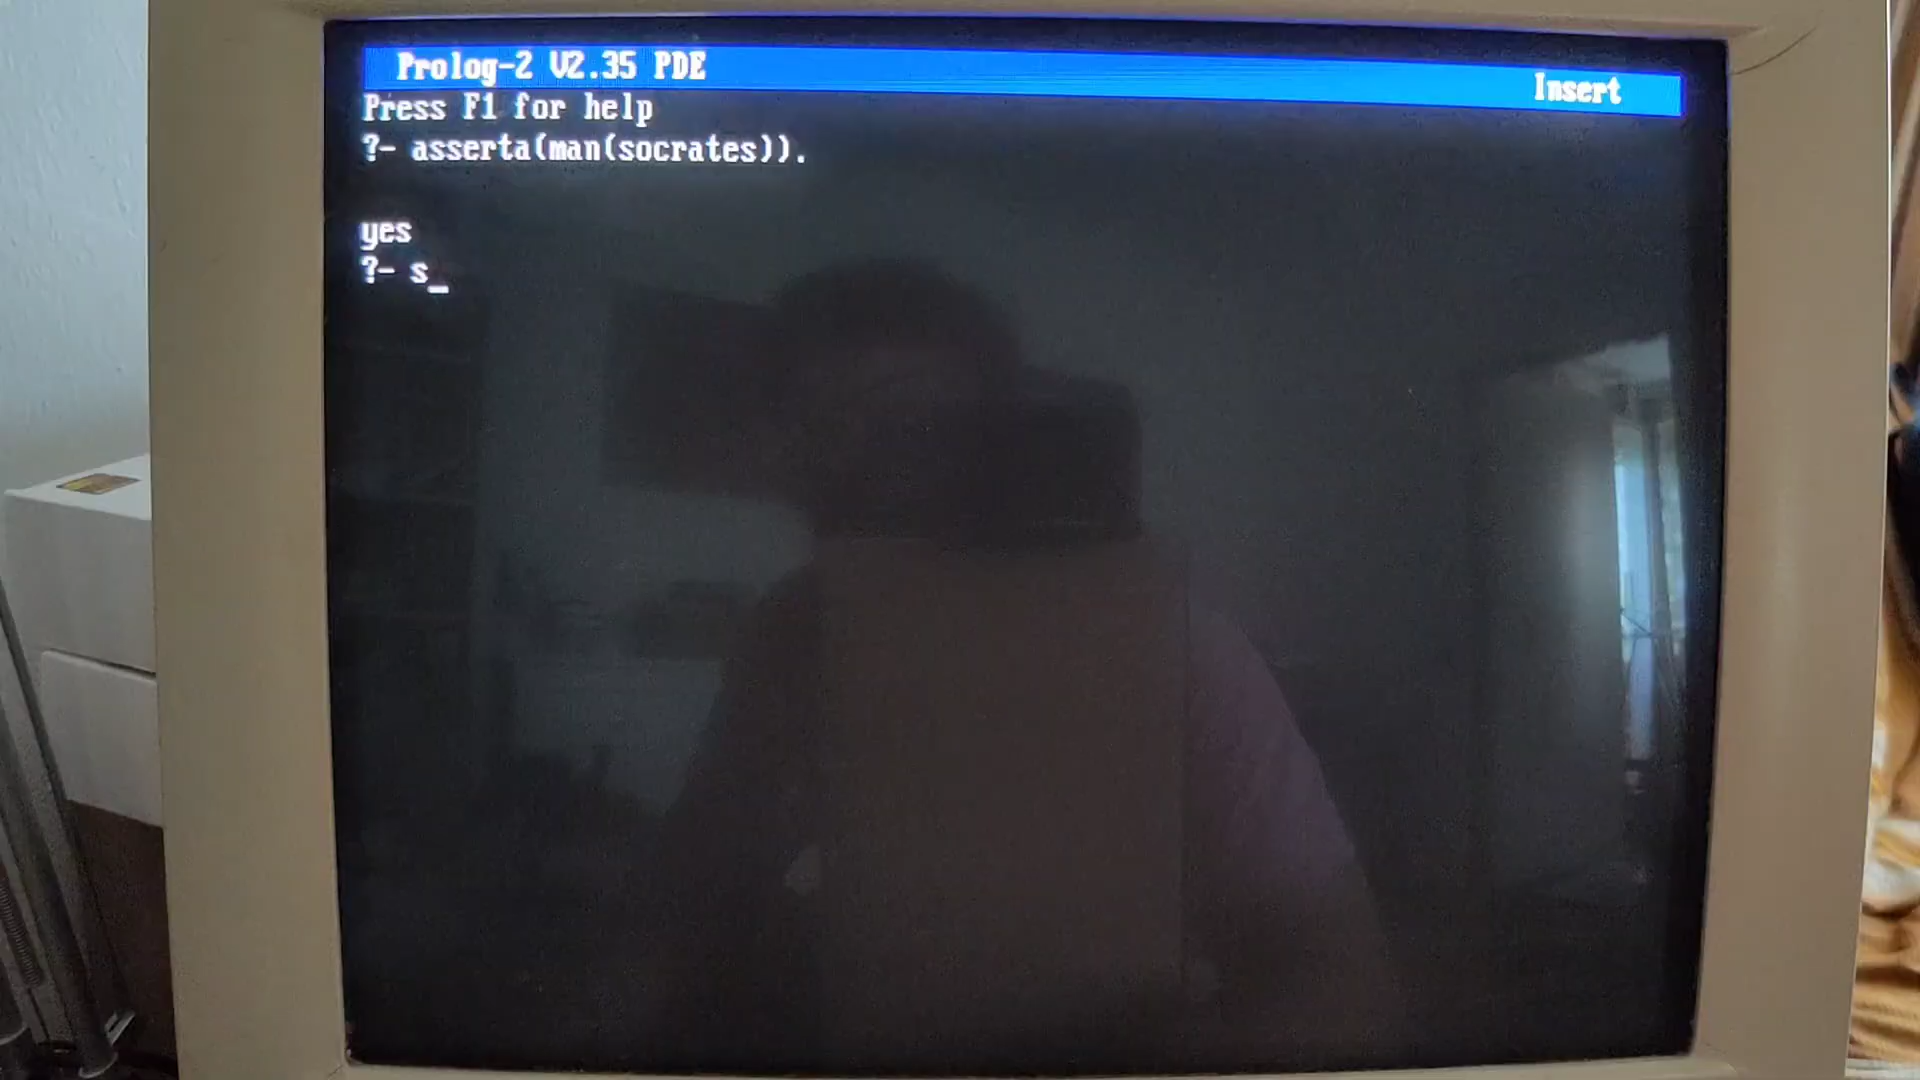 Prolog-2 V2.35 PDE Insert
Press F1 for help
?- asserta(man(socrates)).
yes
?- s_